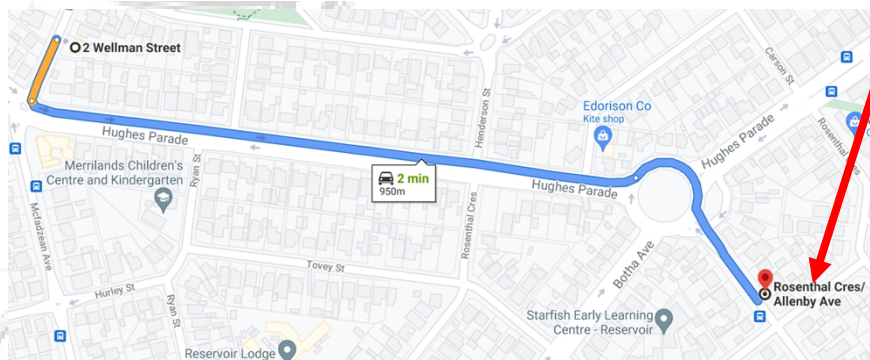 2 Wellman Street
Carson St
Henderson St
Edorison Co
Kite shop
Hughes Parade
Hughes Parade
Rosenthal Cres
Merrilands Children's
Centre and Kindergarten
Ryan St
2 min
950m
Hughes Parade
Mcfadzean Ave
Rosenthal Cres
Botha Ave
Tovey St
Hurley St
Ryan St
Rosenthal Cres/
Allenby Ave
Starfish Early Learning
Centre - Reservoir
Reservoir Lodge